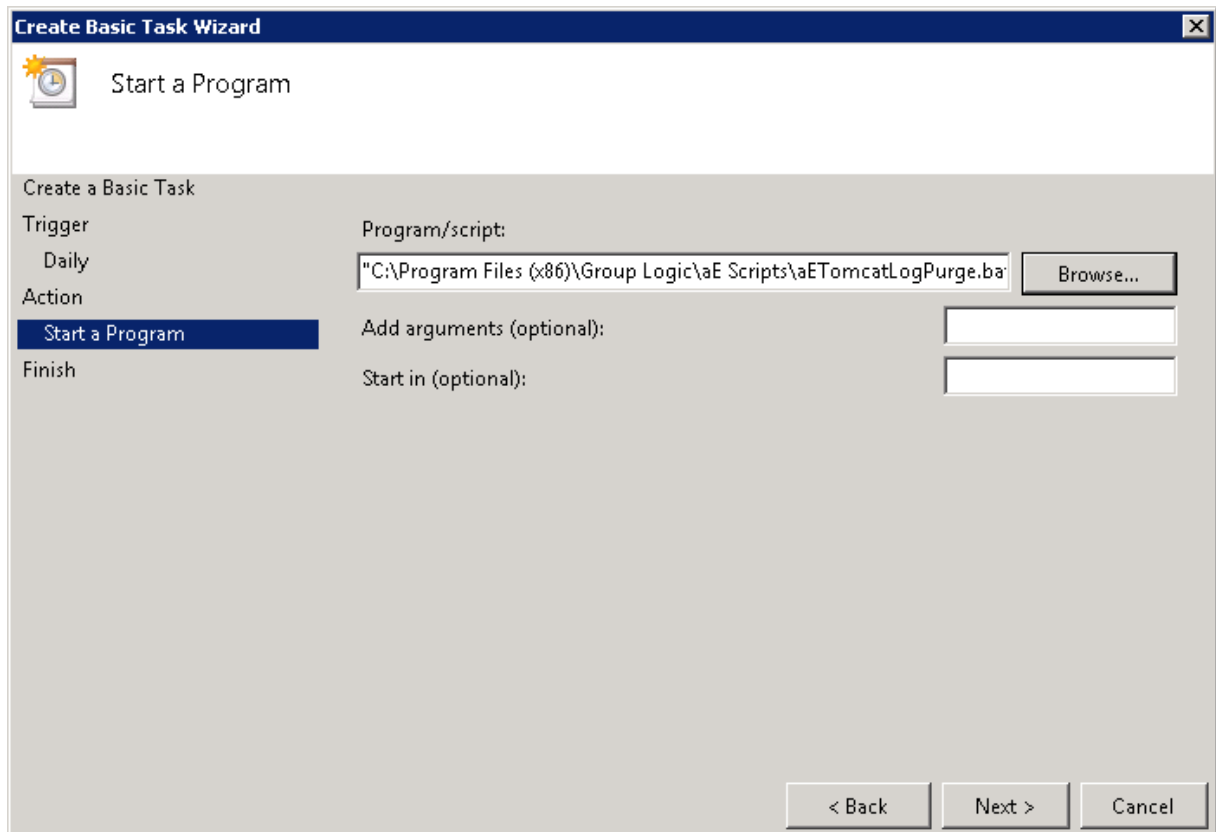 Create Basic Task Wizard
Start a Program
Create a Basic Task
Trigger
Daily
Action
Start a Program
Finish
Program/script:
"C:\Program Files (x86)\Group Logic\aE Scripts\aETomcatLogPurge.bat
Browse...
Add arguments (optional):
Start in (optional):
< Back
Next >
Cancel